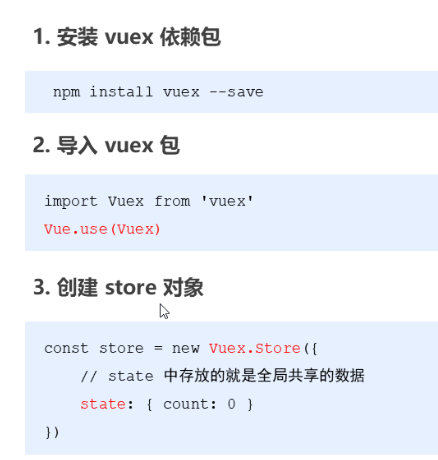 1. 安装 vuex 依赖包
npm install vuex --save
2. 导入 vuex 包
import Vuex from 'vuex'
Vue.use(Vuex)
3. 创建 store 对象
const store = new Vuex.Store({
// state 中存放的就是全局共享的数据
state: { count: 0 }
})